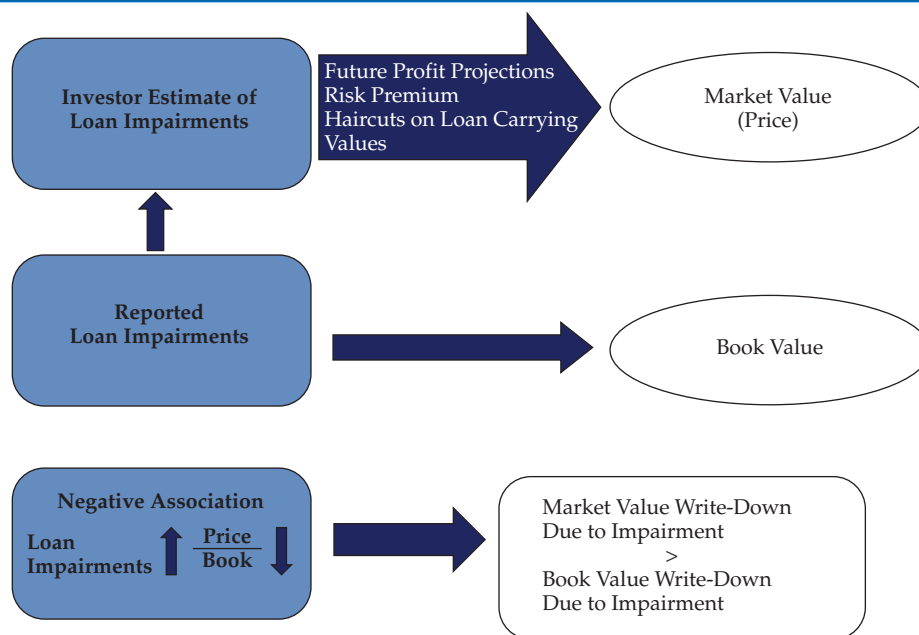 Investor Estimate of
Loan Impairments
Future Profit Projections
Risk Premium
Haircuts on Loan Carrying
Values
Market Value
(Price)
Reported
Loan Impairments
Book Value
Negative Association
Loan
Impairments
Price
Book
Market Value Write-Down
Due to Impairment
>
Book Value Write-Down
Due to Impairment